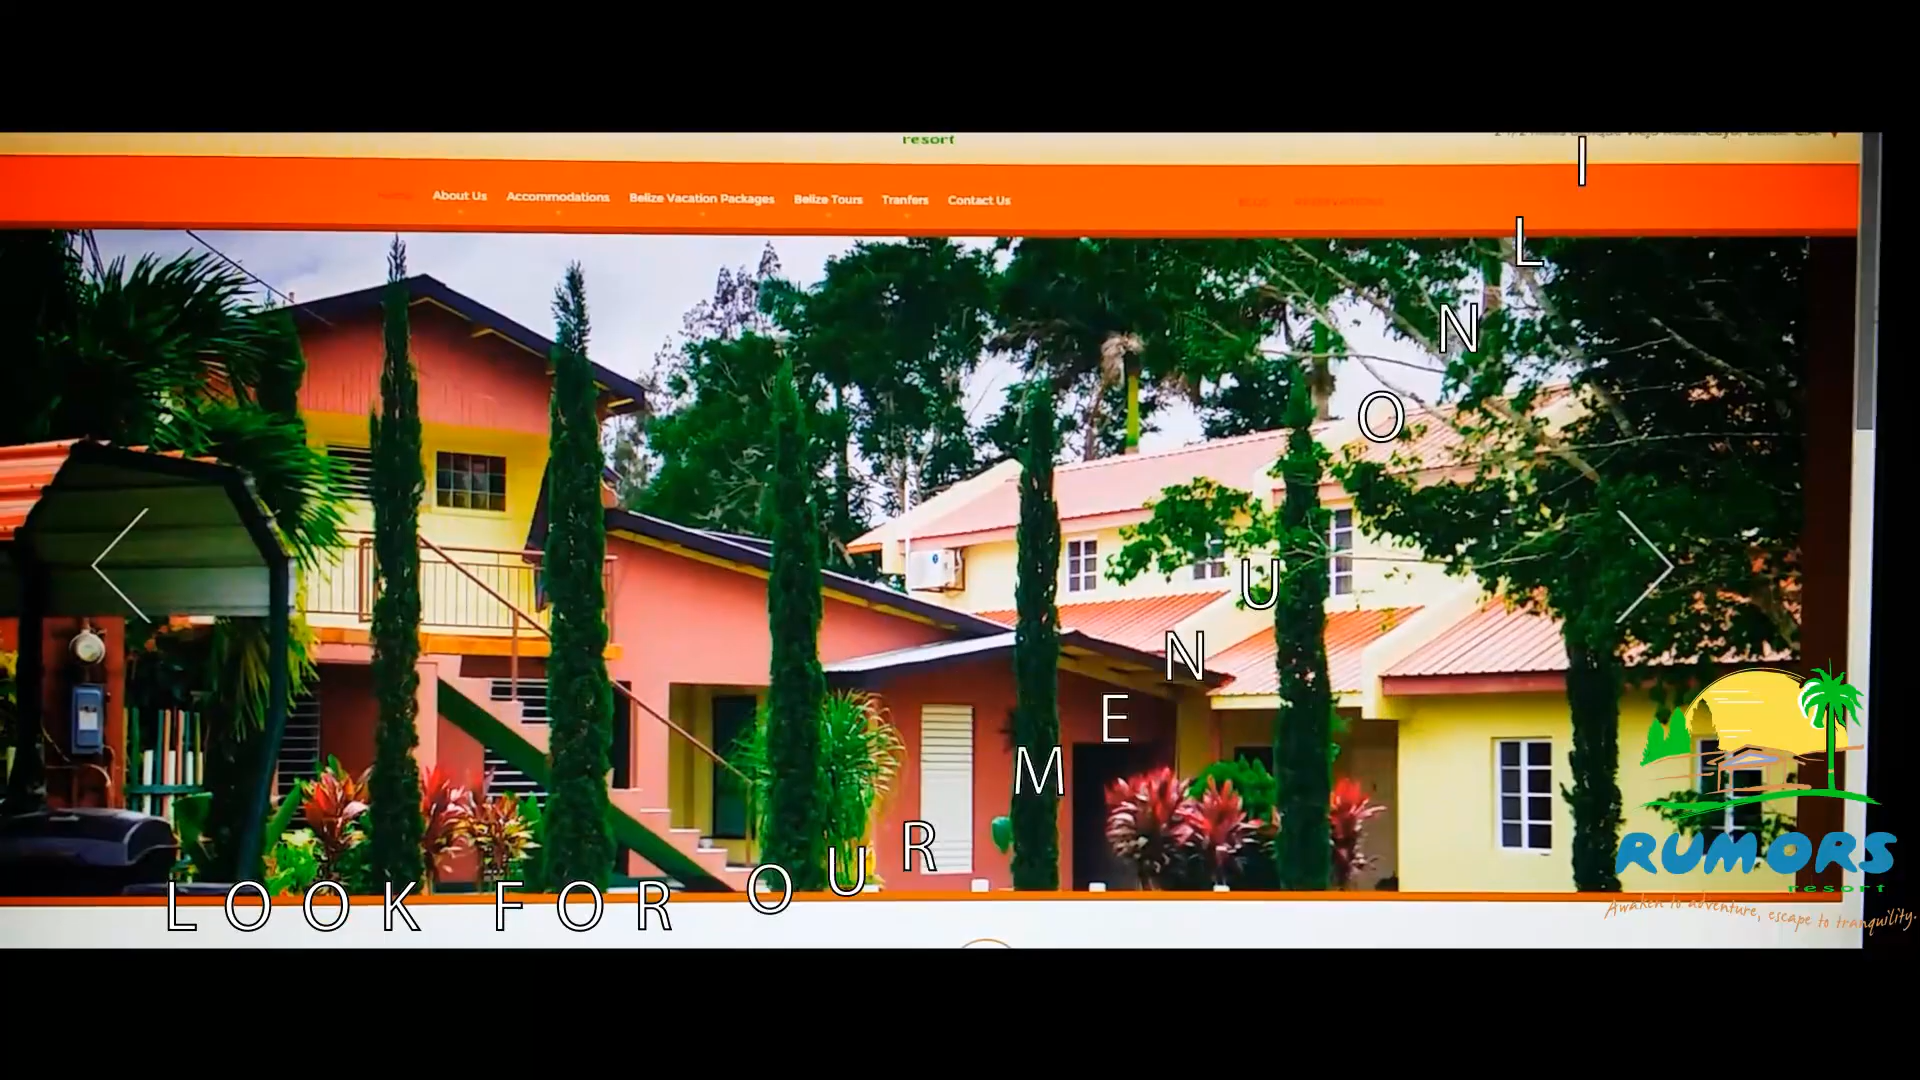 resort
About Us Accommodations Belize Vacation Packages Belize Tours Tranfers Contact Us
LOOK FOR OUR MENU ONLI
RUMORS
resort
Awaken to adventure, escape to tranquility.